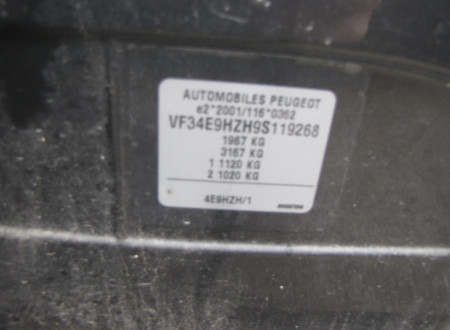 AUTOMOBILES PEUGEOT
e2*2001/116*0362
VF34E9HZH9S119268
1967 KG
3167 KG
1 1120 KG
2 1020 KG
4E9HZH/1